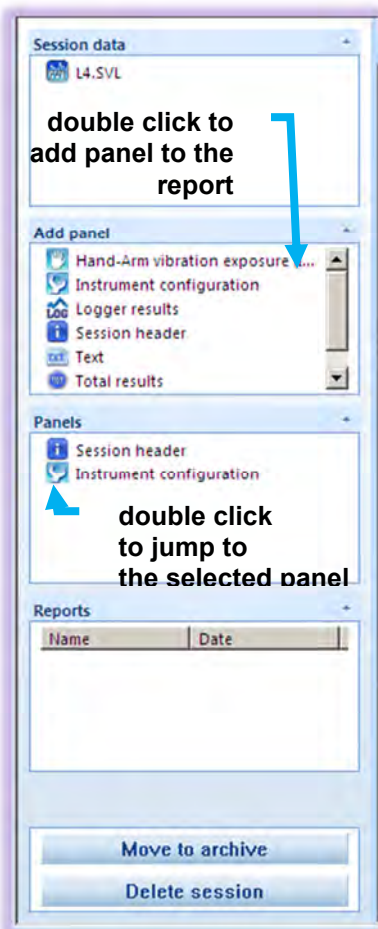 Session data
L4.SVL
double click to
add panel to the
report
Add panel
Hand-Arm vibration exposure ...
Instrument configuration
LOG Logger results
Session header
TXT Text
Total results
Panels
Session header
Instrument configuration
double click
to jump to
the selected panel
Reports
Name Date
Move to archive
Delete session